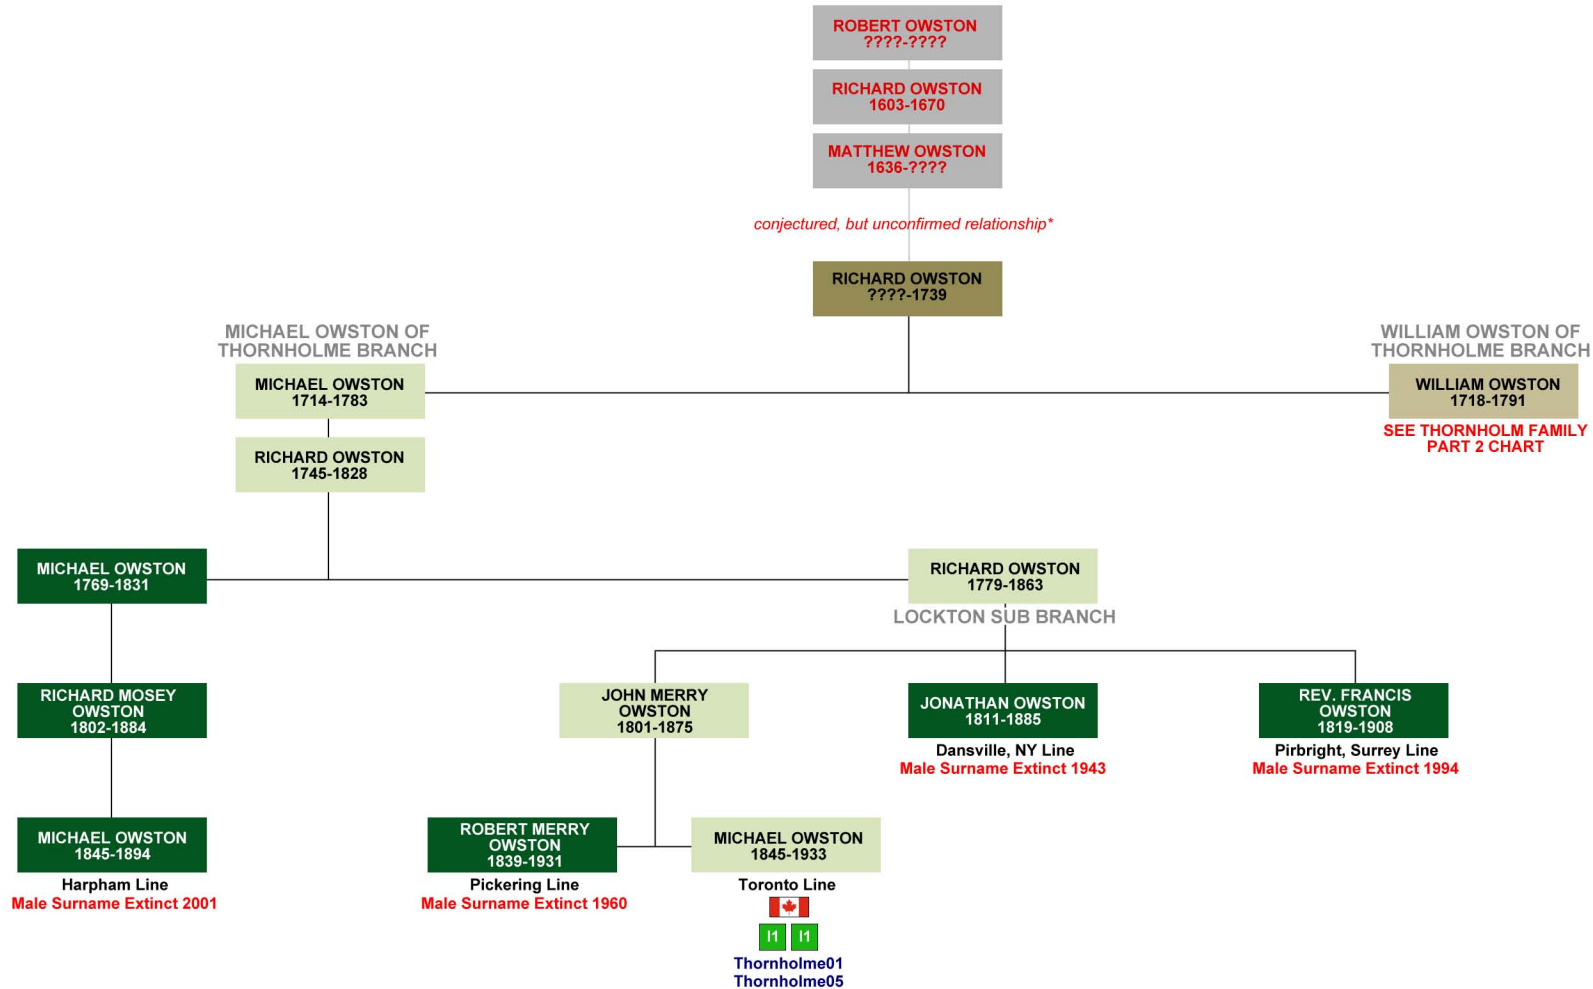 ROBERT OWSTON
????-????
RICHARD OWSTON
1603-1670
MATTHEW OWSTON
1636-????
conjectured, but unconfirmed relationship*
RICHARD OWSTON
????-1739
MICHAEL OWSTON OF
THORNHOLME BRANCH
WILLIAM OWSTON OF
THORNHOLME BRANCH
MICHAEL OWSTON
1714-1783
WILLIAM OWSTON
1718-1791
SEE THORNHOLM FAMILY
PART 2 CHART
RICHARD OWSTON
1745-1828
MICHAEL OWSTON
1769-1831
RICHARD OWSTON
1779-1863
LOCKTON SUB BRANCH
RICHARD MOSEY
OWSTON
1802-1884
JOHN MERRY
OWSTON
1801-1875
JONATHAN OWSTON
1811-1885
Dansville, NY Line
Male Surname Extinct 1943
REV. FRANCIS
OWSTON
1819-1908
Pirbright, Surrey Line
Male Surname Extinct 1994
MICHAEL OWSTON
1845-1894
Harpham Line
Male Surname Extinct 2001
ROBERT MERRY
OWSTON
1839-1931
Pickering Line
Male Surname Extinct 1960
MICHAEL OWSTON
1845-1933
Toronto Line
I1 I1
Thornholme01
Thornholme05